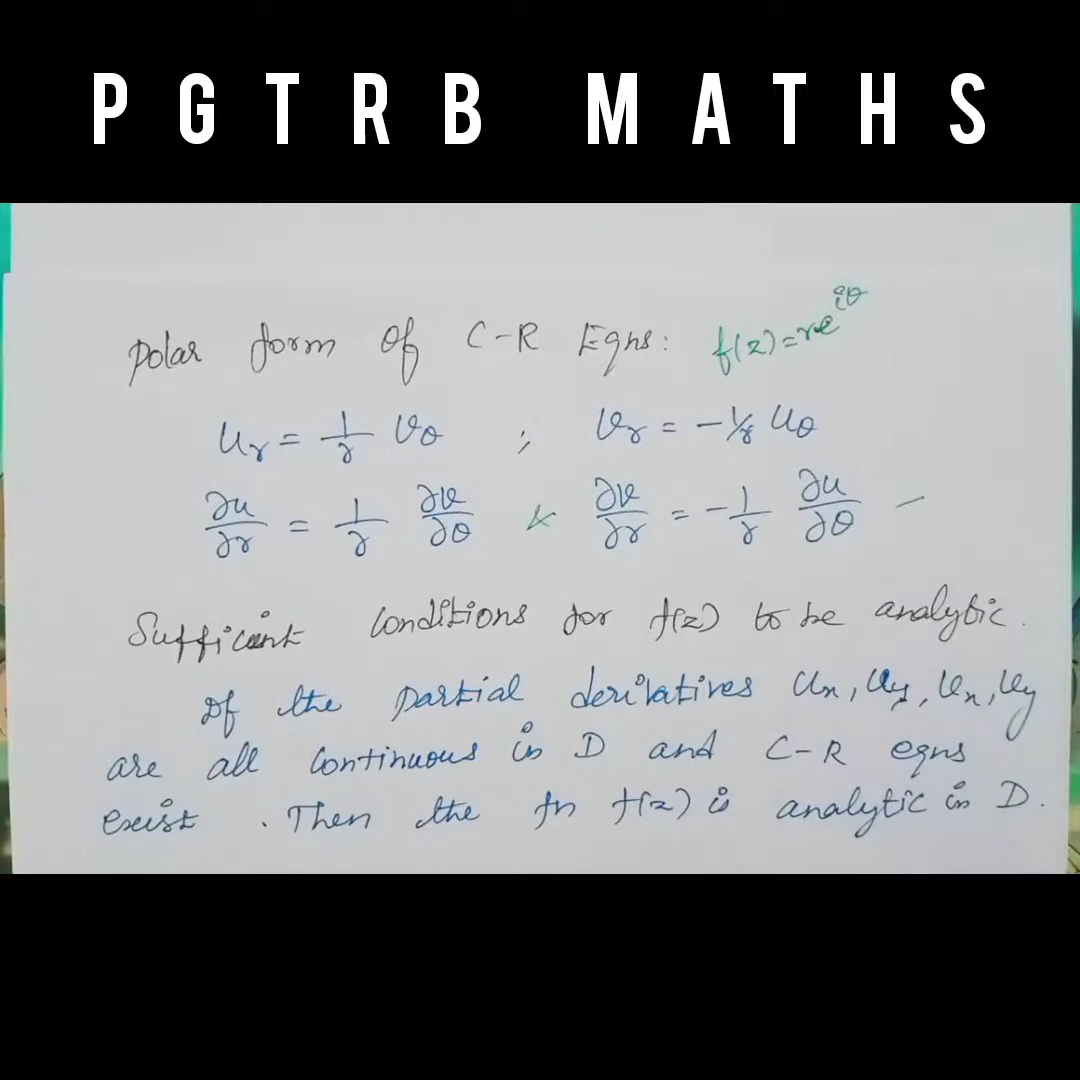 PGTRB MATHS
Polar form of C-R Eqns: f(z)=re^{iθ}
u_r = 1/r v_θ ; v_r = -1/r u_θ
∂u/∂r = 1/r ∂v/∂θ & ∂v/∂r = -1/r ∂u/∂θ
Sufficient conditions for f(z) to be analytic.
If the partial derivatives u_x, u_y, v_x, v_y
are all continuous in D and C-R eqns
exist. Then the fn f(z) is analytic in D.